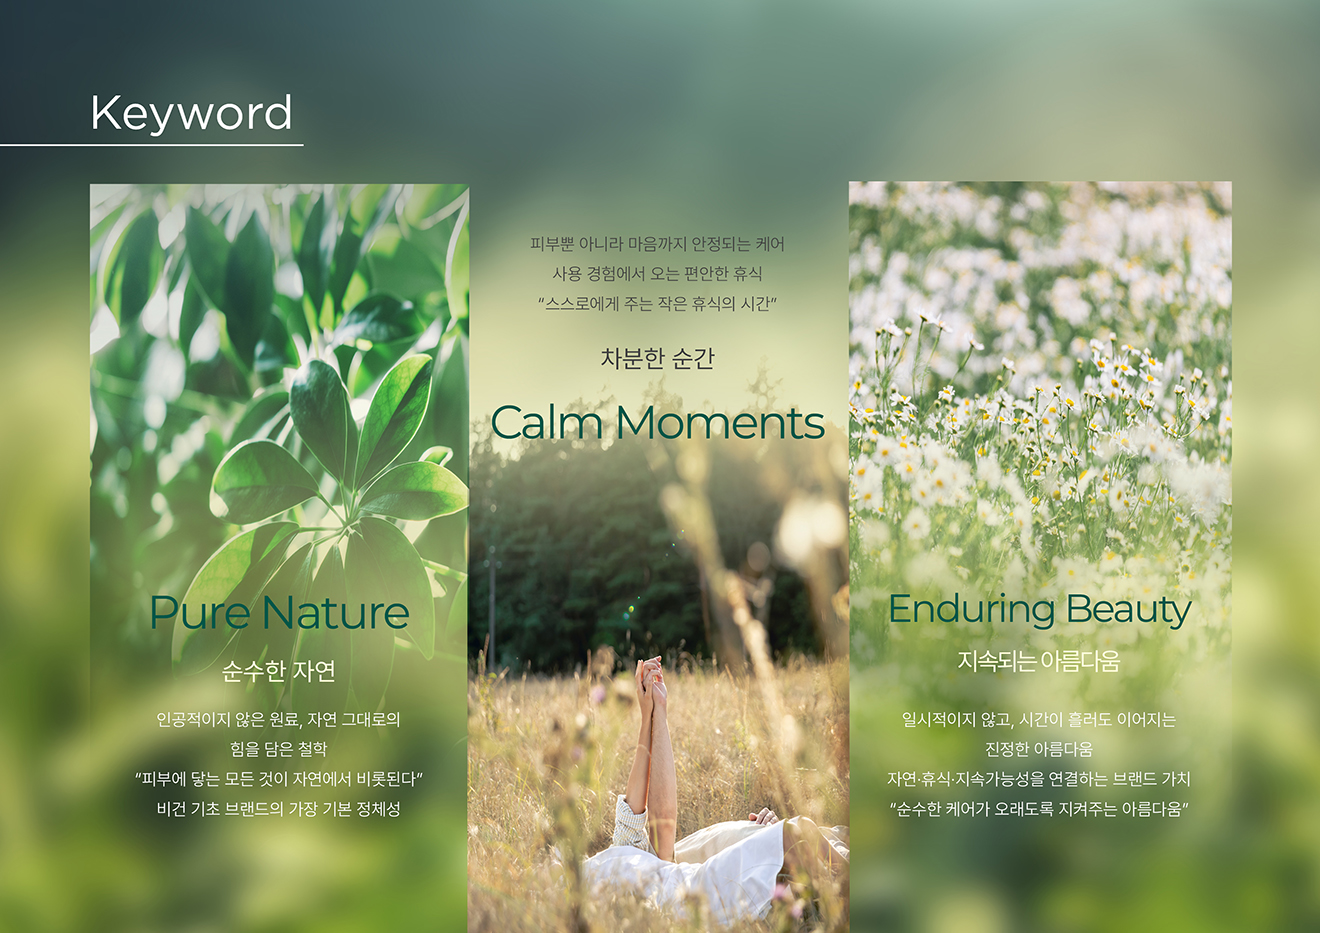 Keyword
Pure Nature
순수한 자연
인공적이지 않은 원료, 자연 그대로의
힘을 담은 철학
“피부에 닿는 모든 것이 자연에서 비롯된다”
비건 기초 브랜드의 가장 기본 정체성
피부뿐 아니라 마음까지 안정되는 케어
사용 경험에서 오는 편안한 휴식
“스스로에게 주는 작은 휴식의 시간”
차분한 순간
Calm Moments
Enduring Beauty
지속되는 아름다움
일시적이지 않고, 시간이 흘러도 이어지는
진정한 아름다움
자연·휴식·지속가능성을 연결하는 브랜드 가치
“순수한 케어가 오래도록 지켜주는 아름다움”